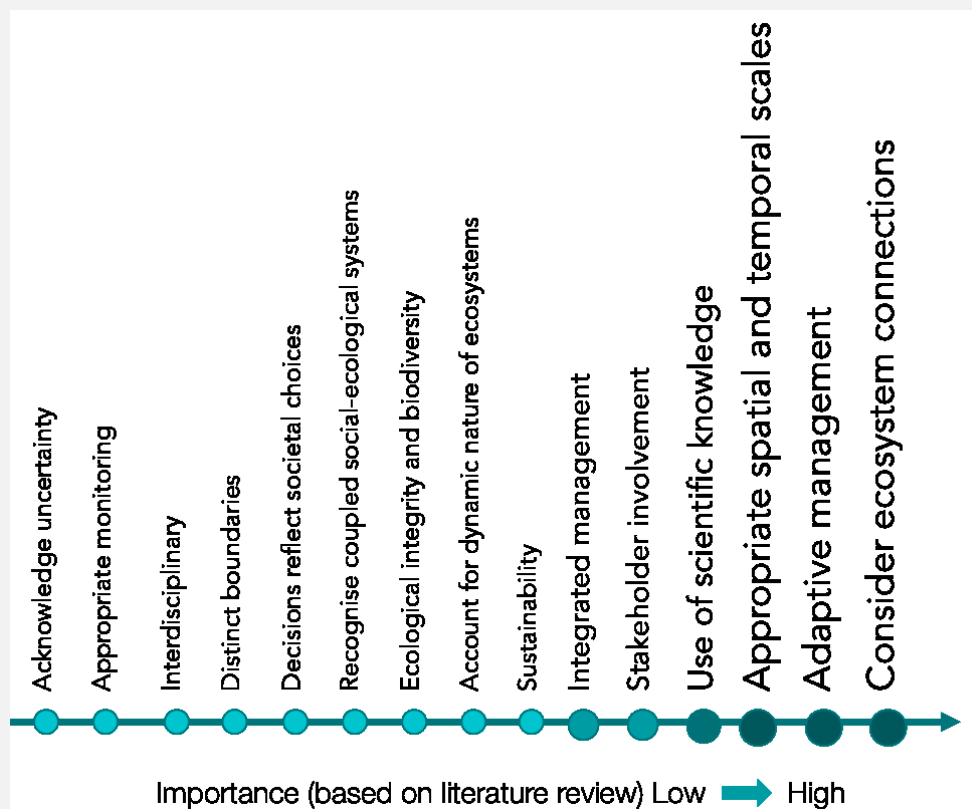 Acknowledge uncertainty
Appropriate monitoring
Interdisciplinary
Distinct boundaries
Decisions reflect societal choices
Recognise coupled social-ecological systems
Ecological integrity and biodiversity
Account for dynamic nature of ecosystems
Sustainability
Integrated management
Stakeholder involvement
Use of scientific knowledge
Appropriate spatial and temporal scales
Adaptive management
Consider ecosystem connections
Importance (based on literature review) Low High